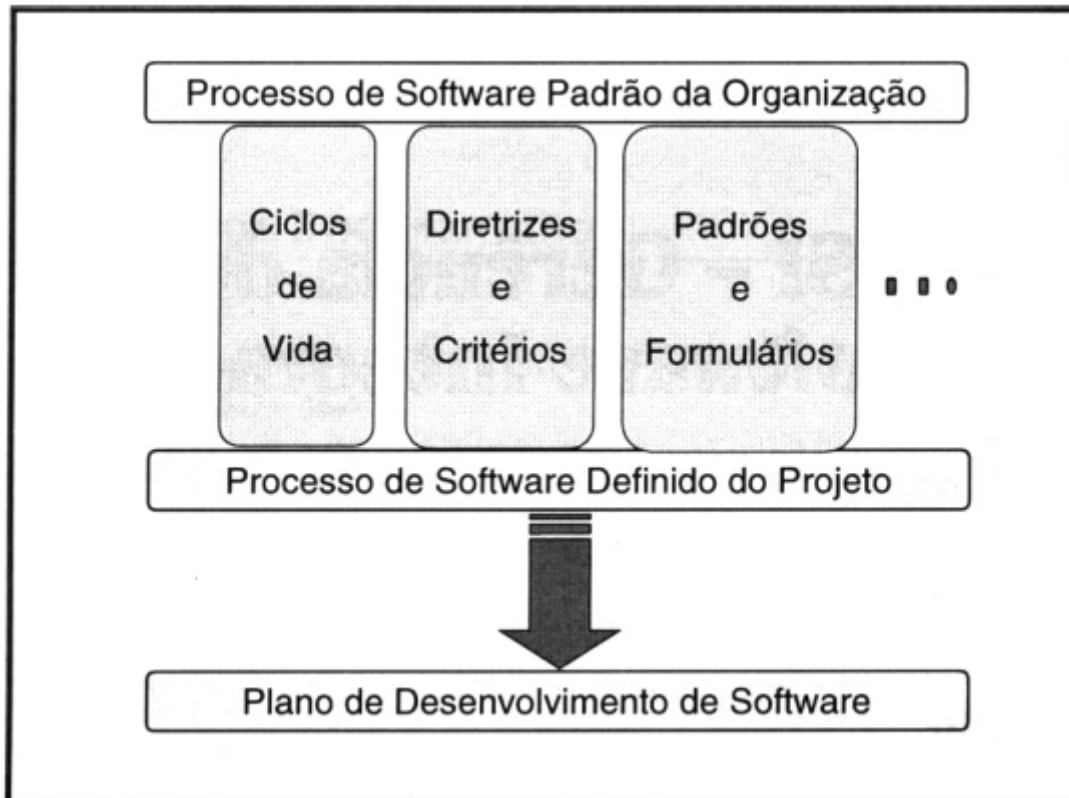 Processo de Software Padrão da Organização
Ciclos
de
Vida
Diretrizes
e
Critérios
Padrões
e
Formulários
Processo de Software Definido do Projeto
Plano de Desenvolvimento de Software